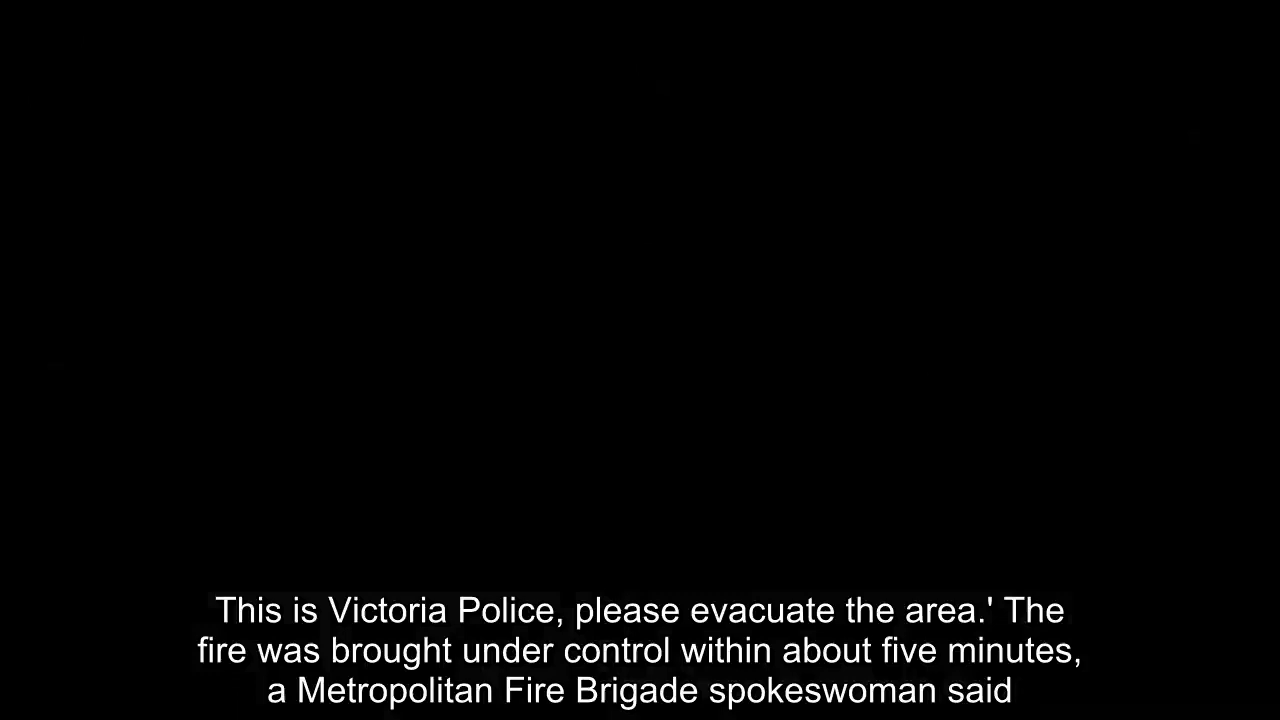 This is Victoria Police, please evacuate the area.' The
fire was brought under control within about five minutes,
a Metropolitan Fire Brigade spokeswoman said